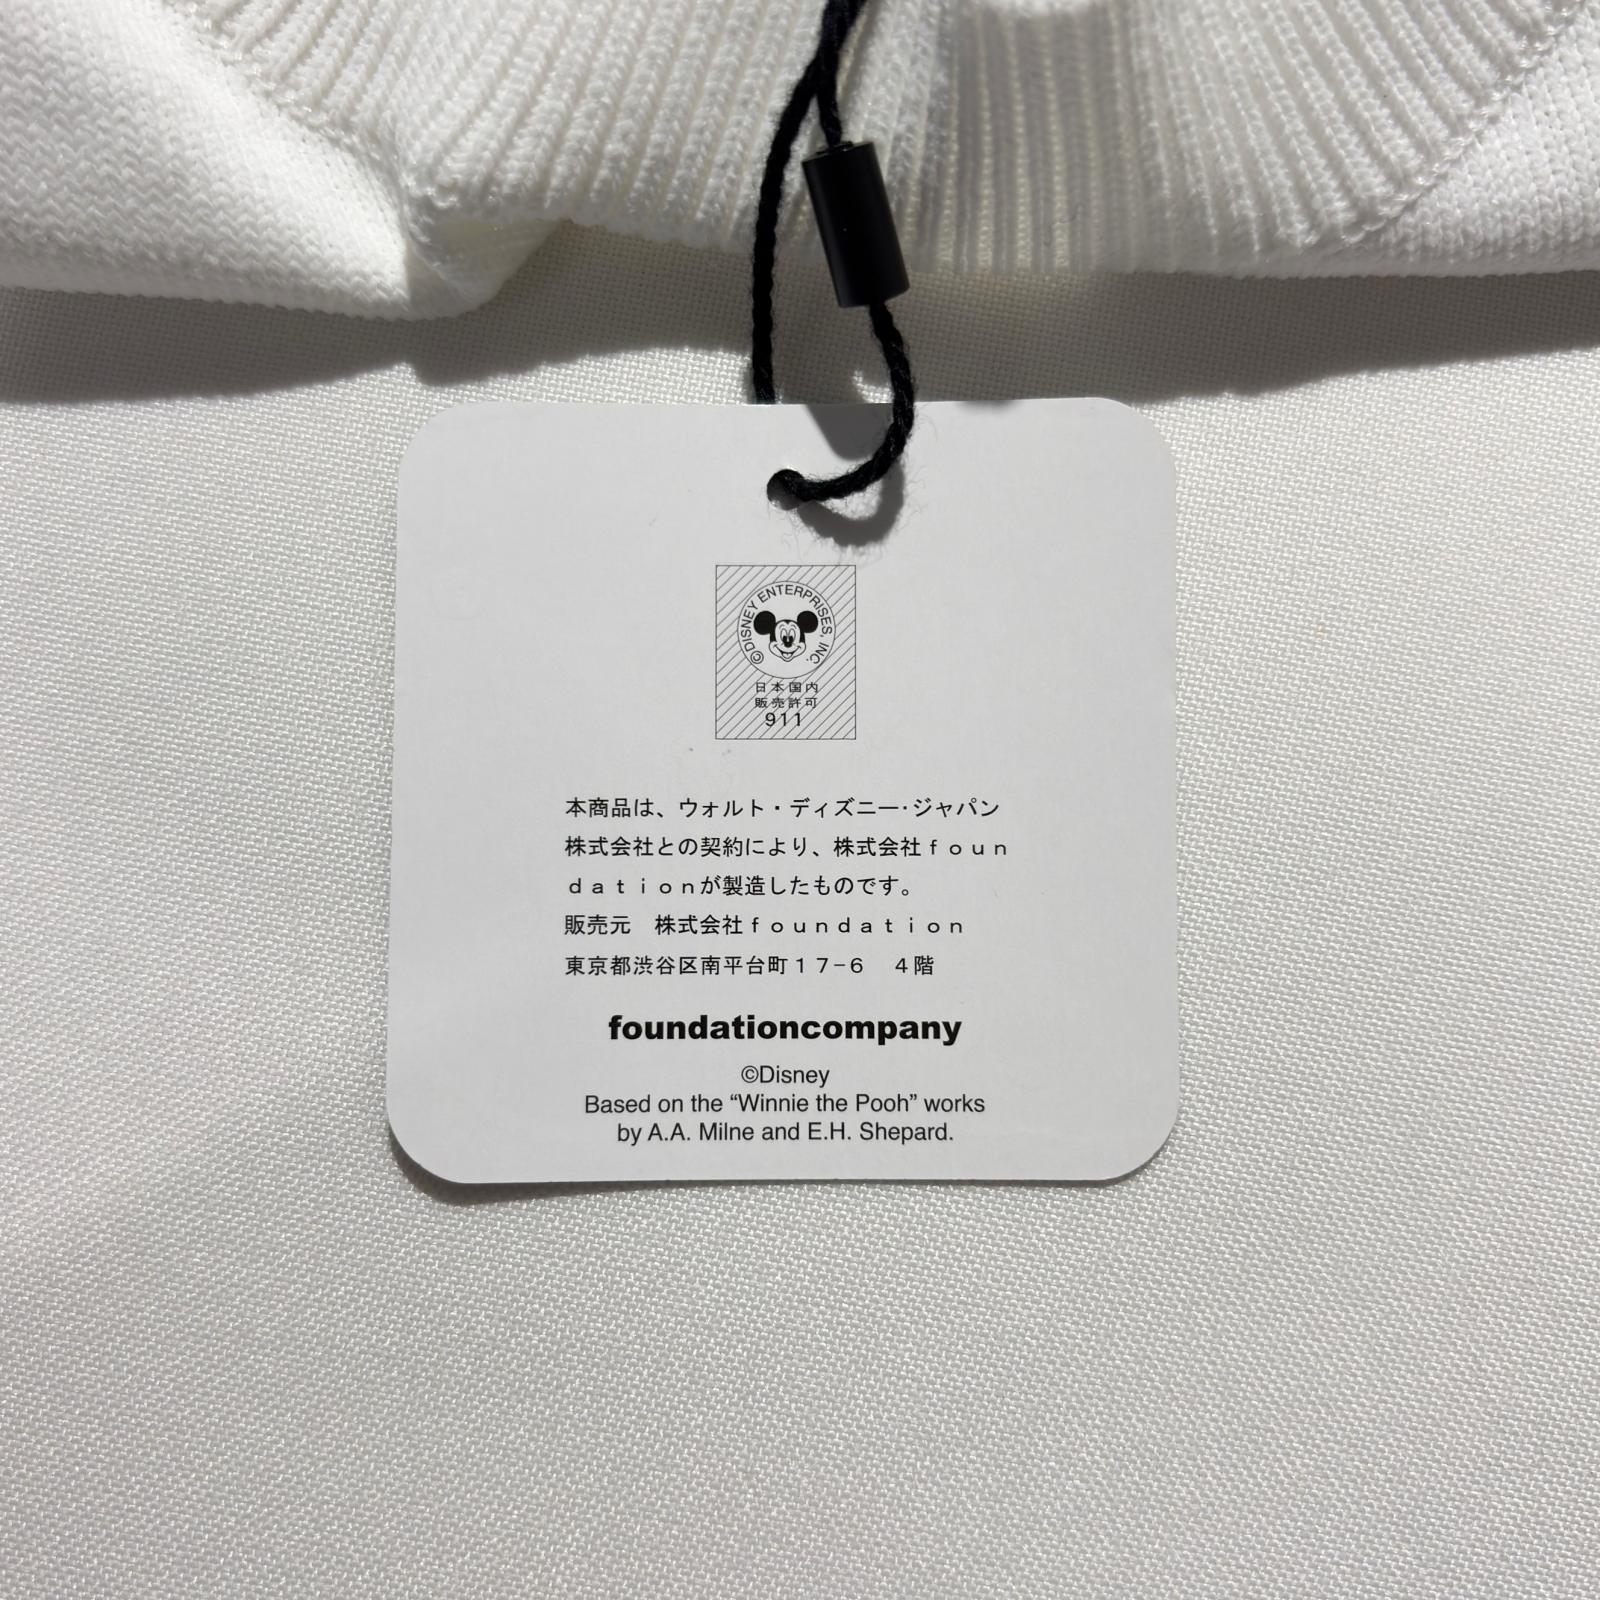 ©DISNEY ENTERPRISES, INC.
日本国内
販売許可
911
本商品は、ウォルト・ディズニー・ジャパン
株式会社との契約により、株式会社ｆｏｕｎ
ｄａｔｉｏｎが製造したものです。
販売元　株式会社ｆｏｕｎｄａｔｉｏｎ
東京都渋谷区南平台町１７−６　４階
foundationcompany
©Disney
Based on the “Winnie the Pooh” works
by A.A. Milne and E.H. Shepard.